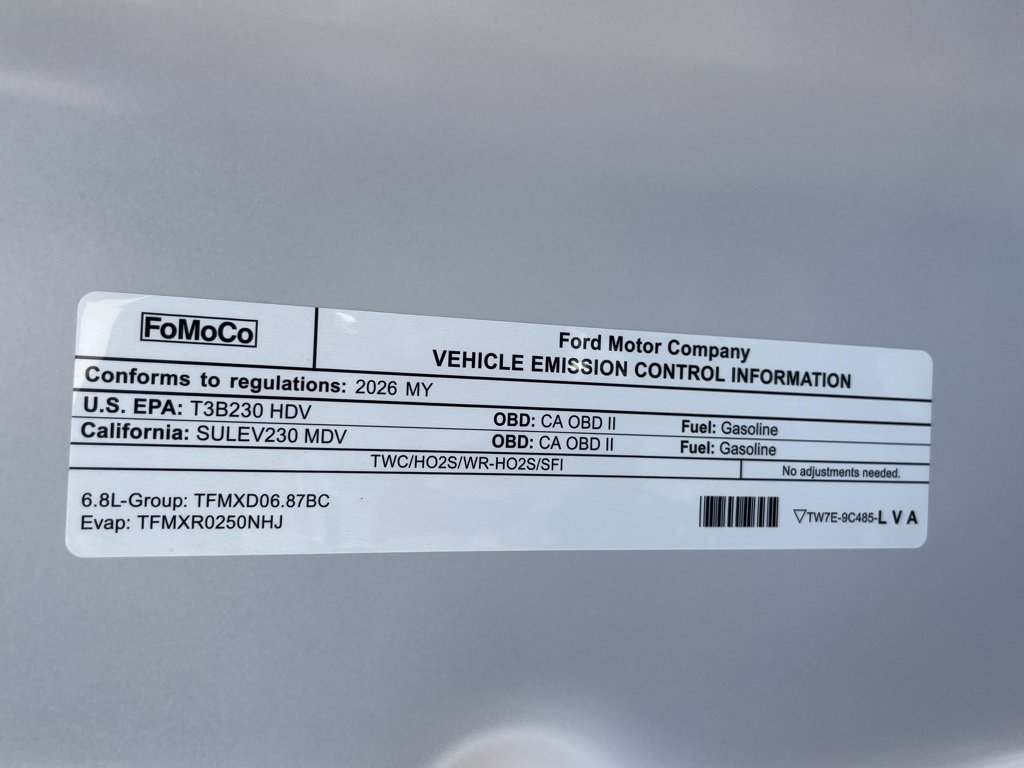 FoMoCo
Ford Motor Company
VEHICLE EMISSION CONTROL INFORMATION
Conforms to regulations: 2026 MY
U.S. EPA: T3B230 HDV OBD: CA OBD II Fuel: Gasoline
California: SULEV230 MDV OBD: CA OBD II Fuel: Gasoline
TWC/HO2S/WR-HO2S/SFI No adjustments needed.
6.8L-Group: TFMXD06.87BC
Evap: TFMXR0250NHJ
▽TW7E-9C485-L V A